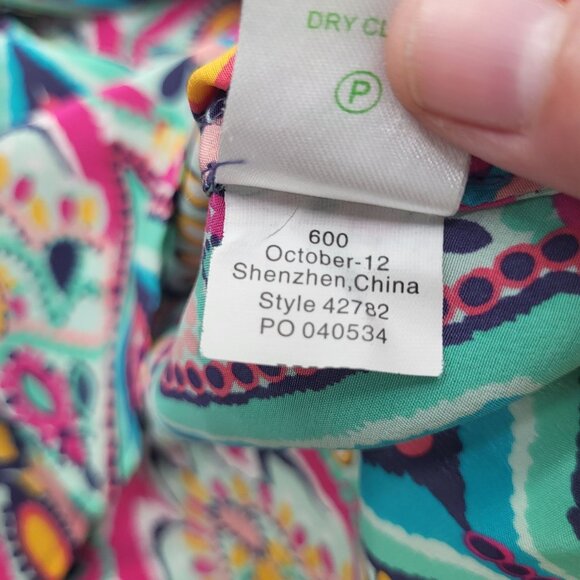 DRY CL
P
600
October-12
Shenzhen,China
Style 42782
PO 040534